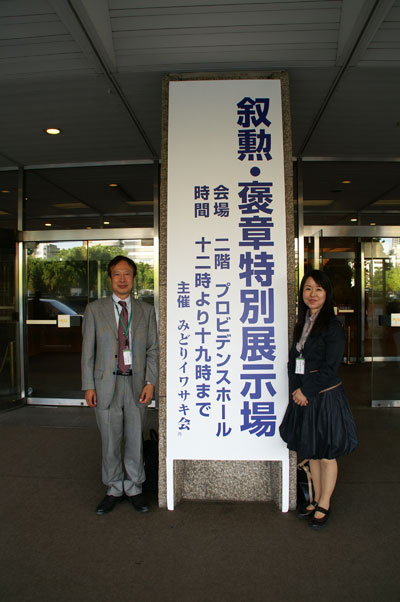 叙勲・褒章特別展示場
会場 二階 プロビデンスホール
時間 十二時より十九時まで
主催 みどりイワサキ会